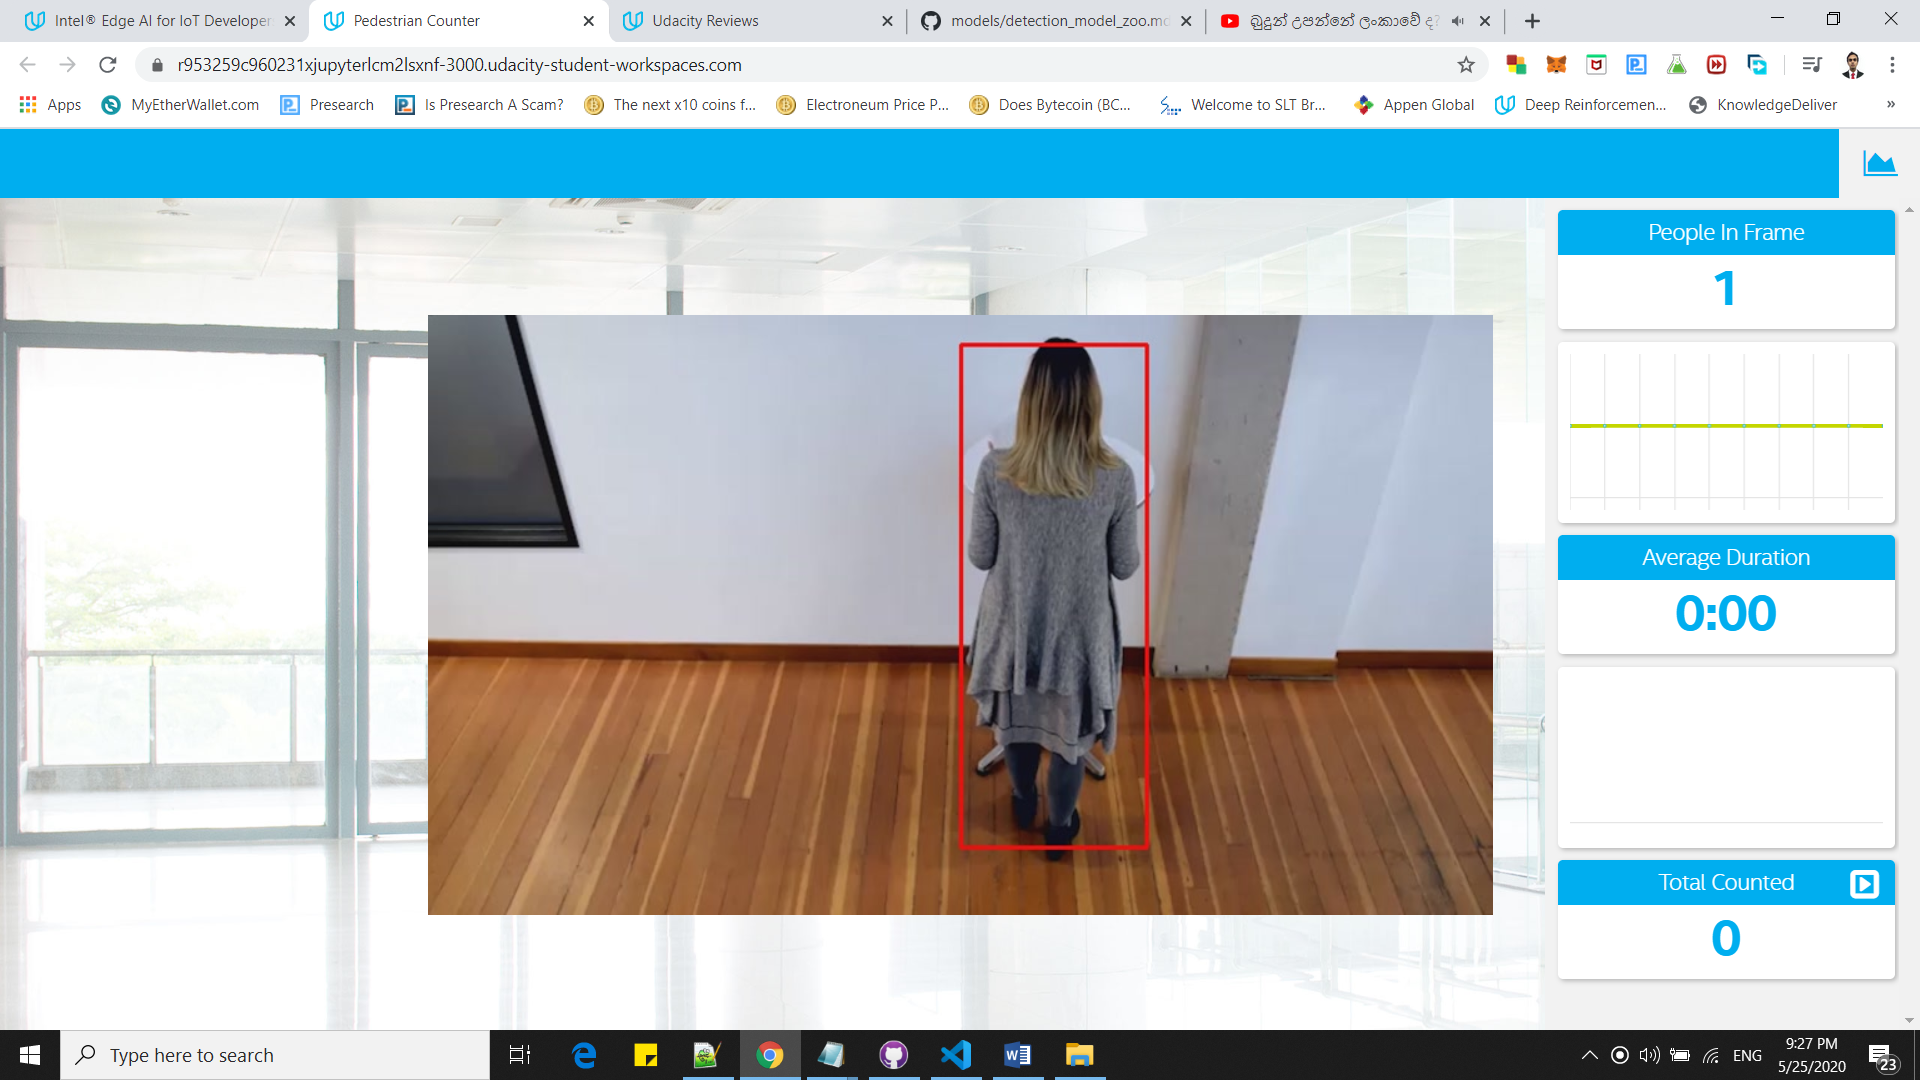 Intel® Edge AI for IoT Developer
Pedestrian Counter
Udacity Reviews
models/detection_model_zoo.md
බුදුන් උපන්නේ ලංකාවේ ද?
r953259c960231xjupyterlcm2lsxnf-3000.udacity-student-workspaces.com
Apps
MyEtherWallet.com
Presearch
Is Presearch A Scam?
The next x10 coins f...
Electroneum Price P...
Does Bytecoin (BC...
Welcome to SLT Br...
Appen Global
Deep Reinforcemen...
KnowledgeDeliver
»
People In Frame
1
Average Duration
0:00
Total Counted
0
Type here to search
ENG
9:27 PM
5/25/2020
23